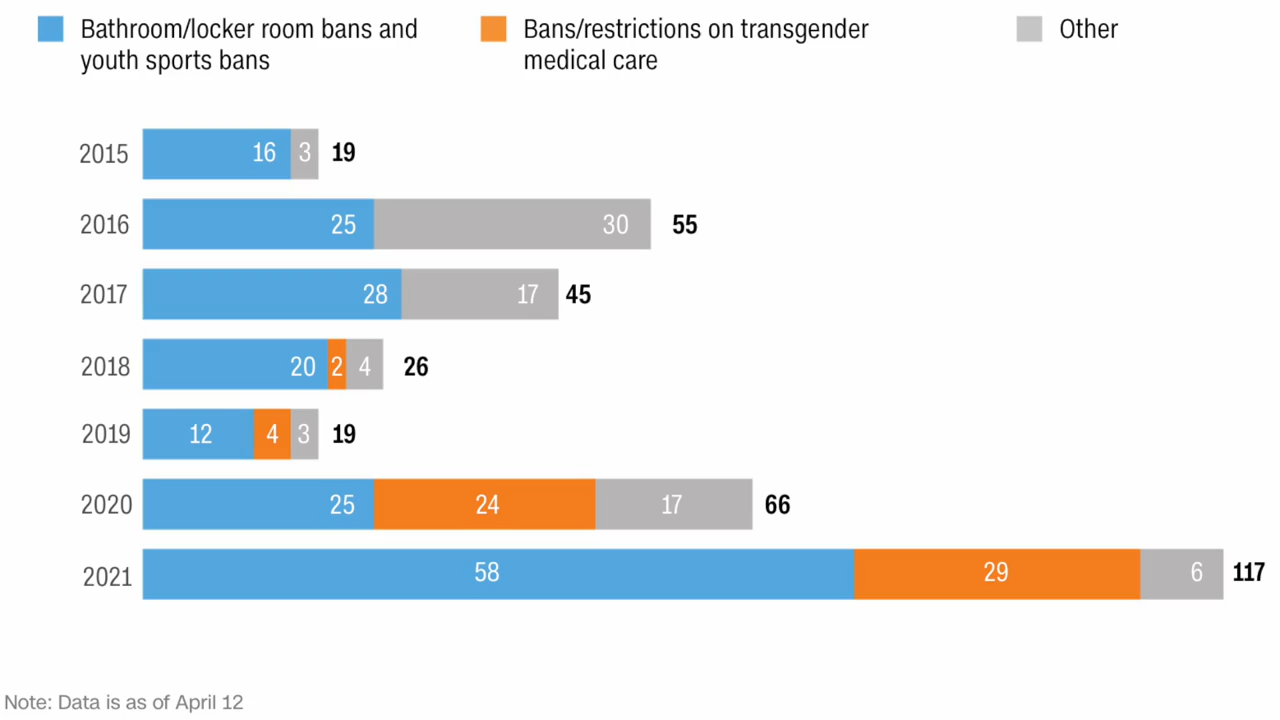 Bathroom/locker room bans and
youth sports bans
Bans/restrictions on transgender
medical care
Other
2015 16 3 19
2016 25 30 55
2017 28 17 45
2018 20 2 4 26
2019 12 4 3 19
2020 25 24 17 66
2021 58 29 6 117
Note: Data is as of April 12